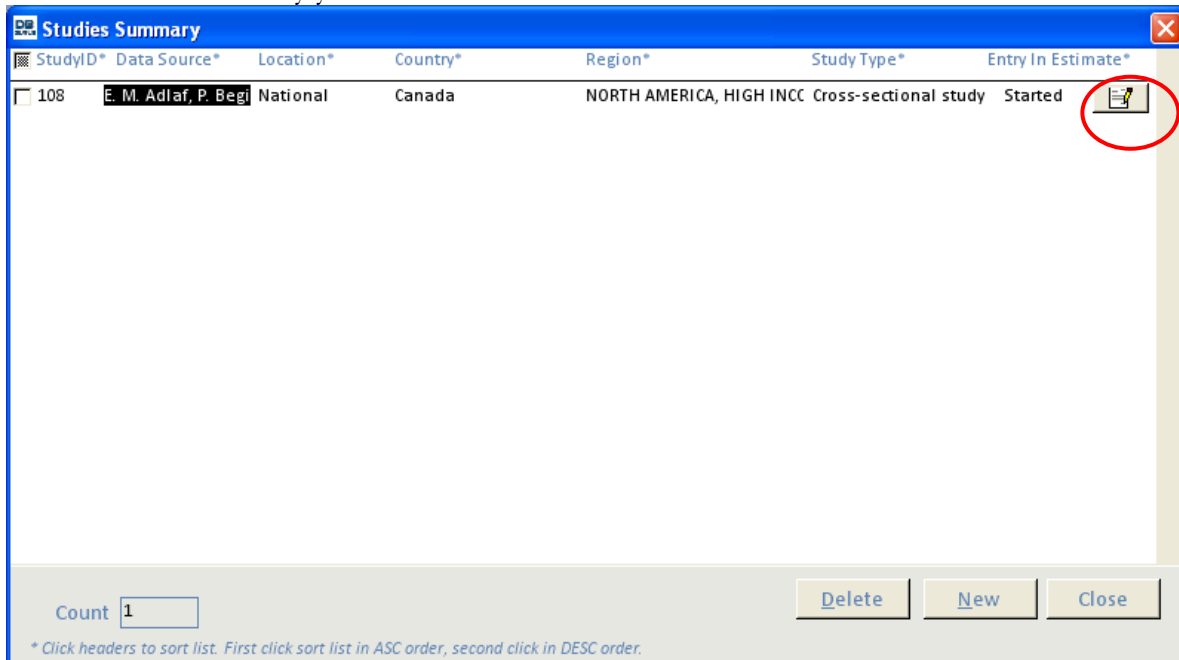 Studies Summary
StudyID* Data Source* Location* Country* Region* Study Type* Entry In Estimate*
108 E. M. Adlaf, P. Begi National Canada NORTH AMERICA, HIGH INCC Cross-sectional study Started
Delete New Close
Count 1
* Click headers to sort list. First click sort list in ASC order, second click in DESC order.